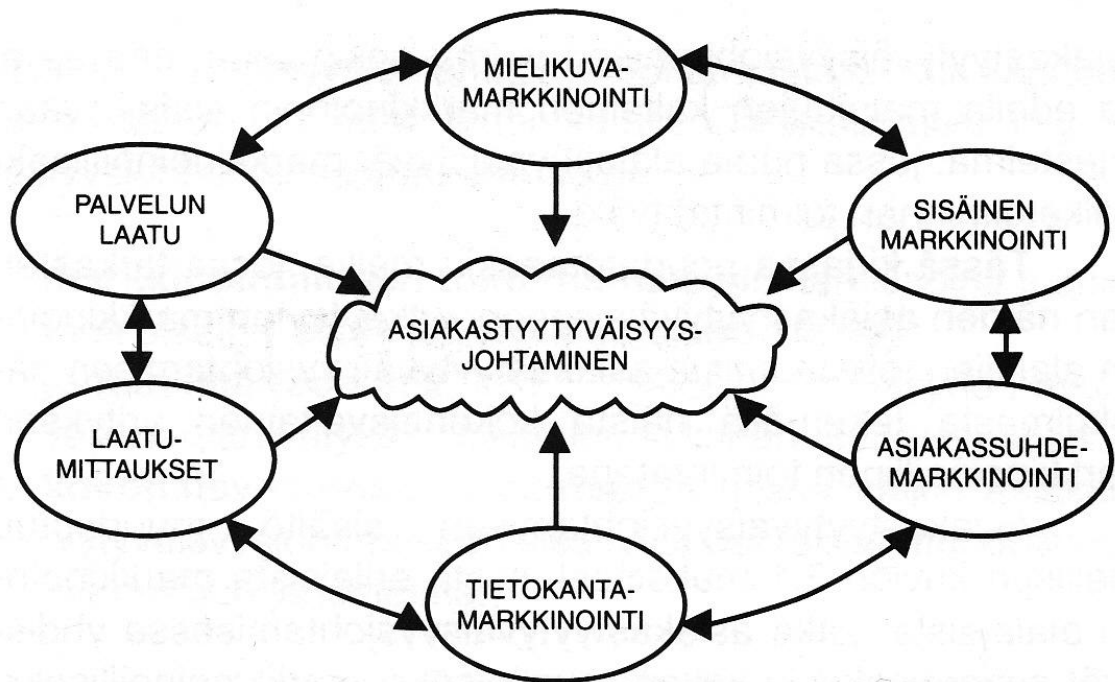 MIELIKUVA-
MARKKINOINTI
PALVELUN
LAATU
SISÄINEN
MARKKINOINTI
ASIAKASTYYTYVÄISYYS-
JOHTAMINEN
LAATU-
MITTAUKSET
ASIAKASSUHDE-
MARKKINOINTI
TIETOKANTA-
MARKKINOINTI